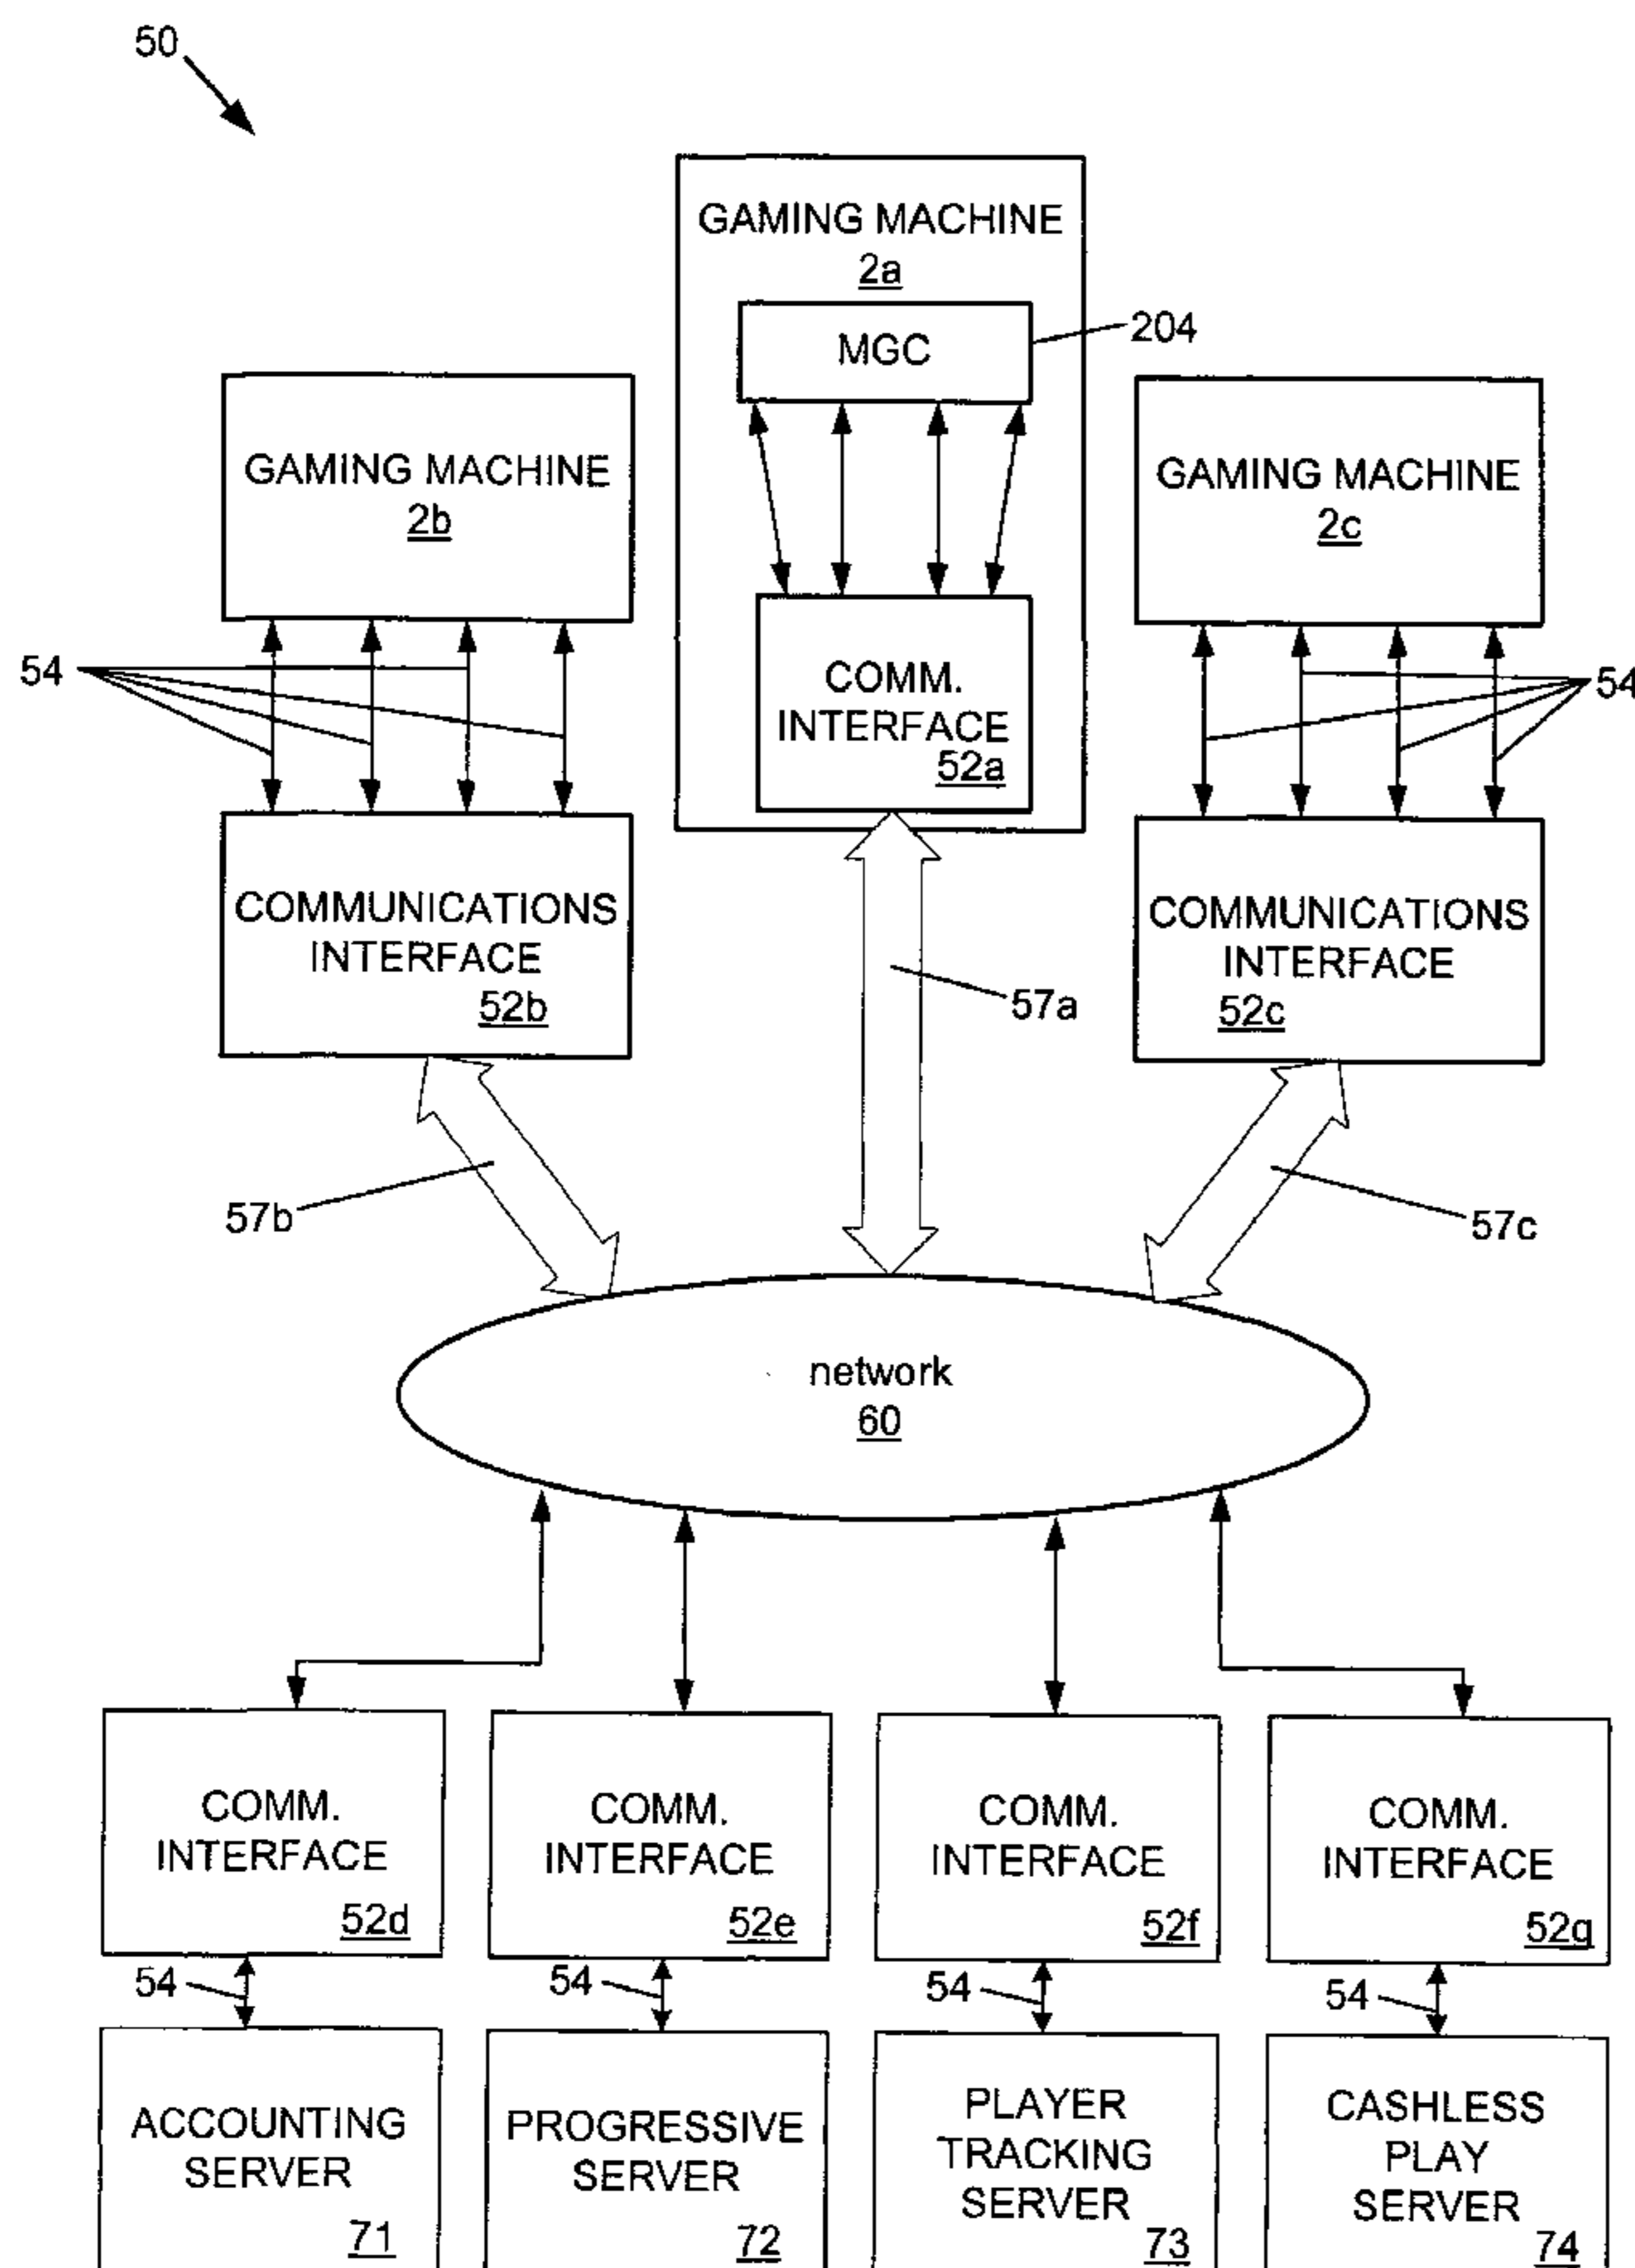 50
GAMING MACHINE
2a
MGC
204
GAMING MACHINE
2b
GAMING MACHINE
2c
54
54
COMM.
INTERFACE
52a
COMMUNICATIONS
INTERFACE
52b
COMMUNICATIONS
INTERFACE
52c
57a
57b
57c
network
60
COMM.
INTERFACE
52d
COMM.
INTERFACE
52e
COMM.
INTERFACE
52f
COMM.
INTERFACE
52g
54
54
54
54
ACCOUNTING
SERVER
71
PROGRESSIVE
SERVER
72
PLAYER
TRACKING
SERVER
73
CASHLESS
PLAY
SERVER
74